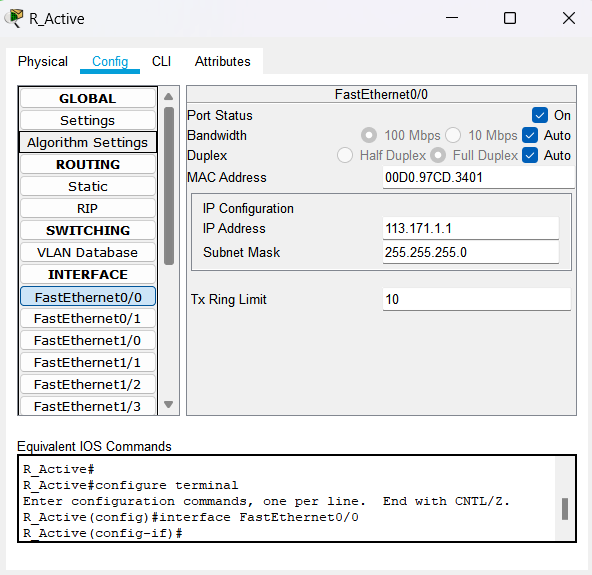 R_Active
Physical Config CLI Attributes
GLOBAL
Settings
Algorithm Settings
ROUTING
Static
RIP
SWITCHING
VLAN Database
INTERFACE
FastEthernet0/0
FastEthernet0/1
FastEthernet1/0
FastEthernet1/1
FastEthernet1/2
FastEthernet1/3
FastEthernet0/0
Port Status On
Bandwidth 100 Mbps 10 Mbps Auto
Duplex Half Duplex Full Duplex Auto
MAC Address 00D0.97CD.3401
IP Configuration
IP Address 113.171.1.1
Subnet Mask 255.255.255.0
Tx Ring Limit 10
Equivalent IOS Commands
R_Active#
R_Active#configure terminal
Enter configuration commands, one per line. End with CNTL/Z.
R_Active(config)#interface FastEthernet0/0
R_Active(config-if)#